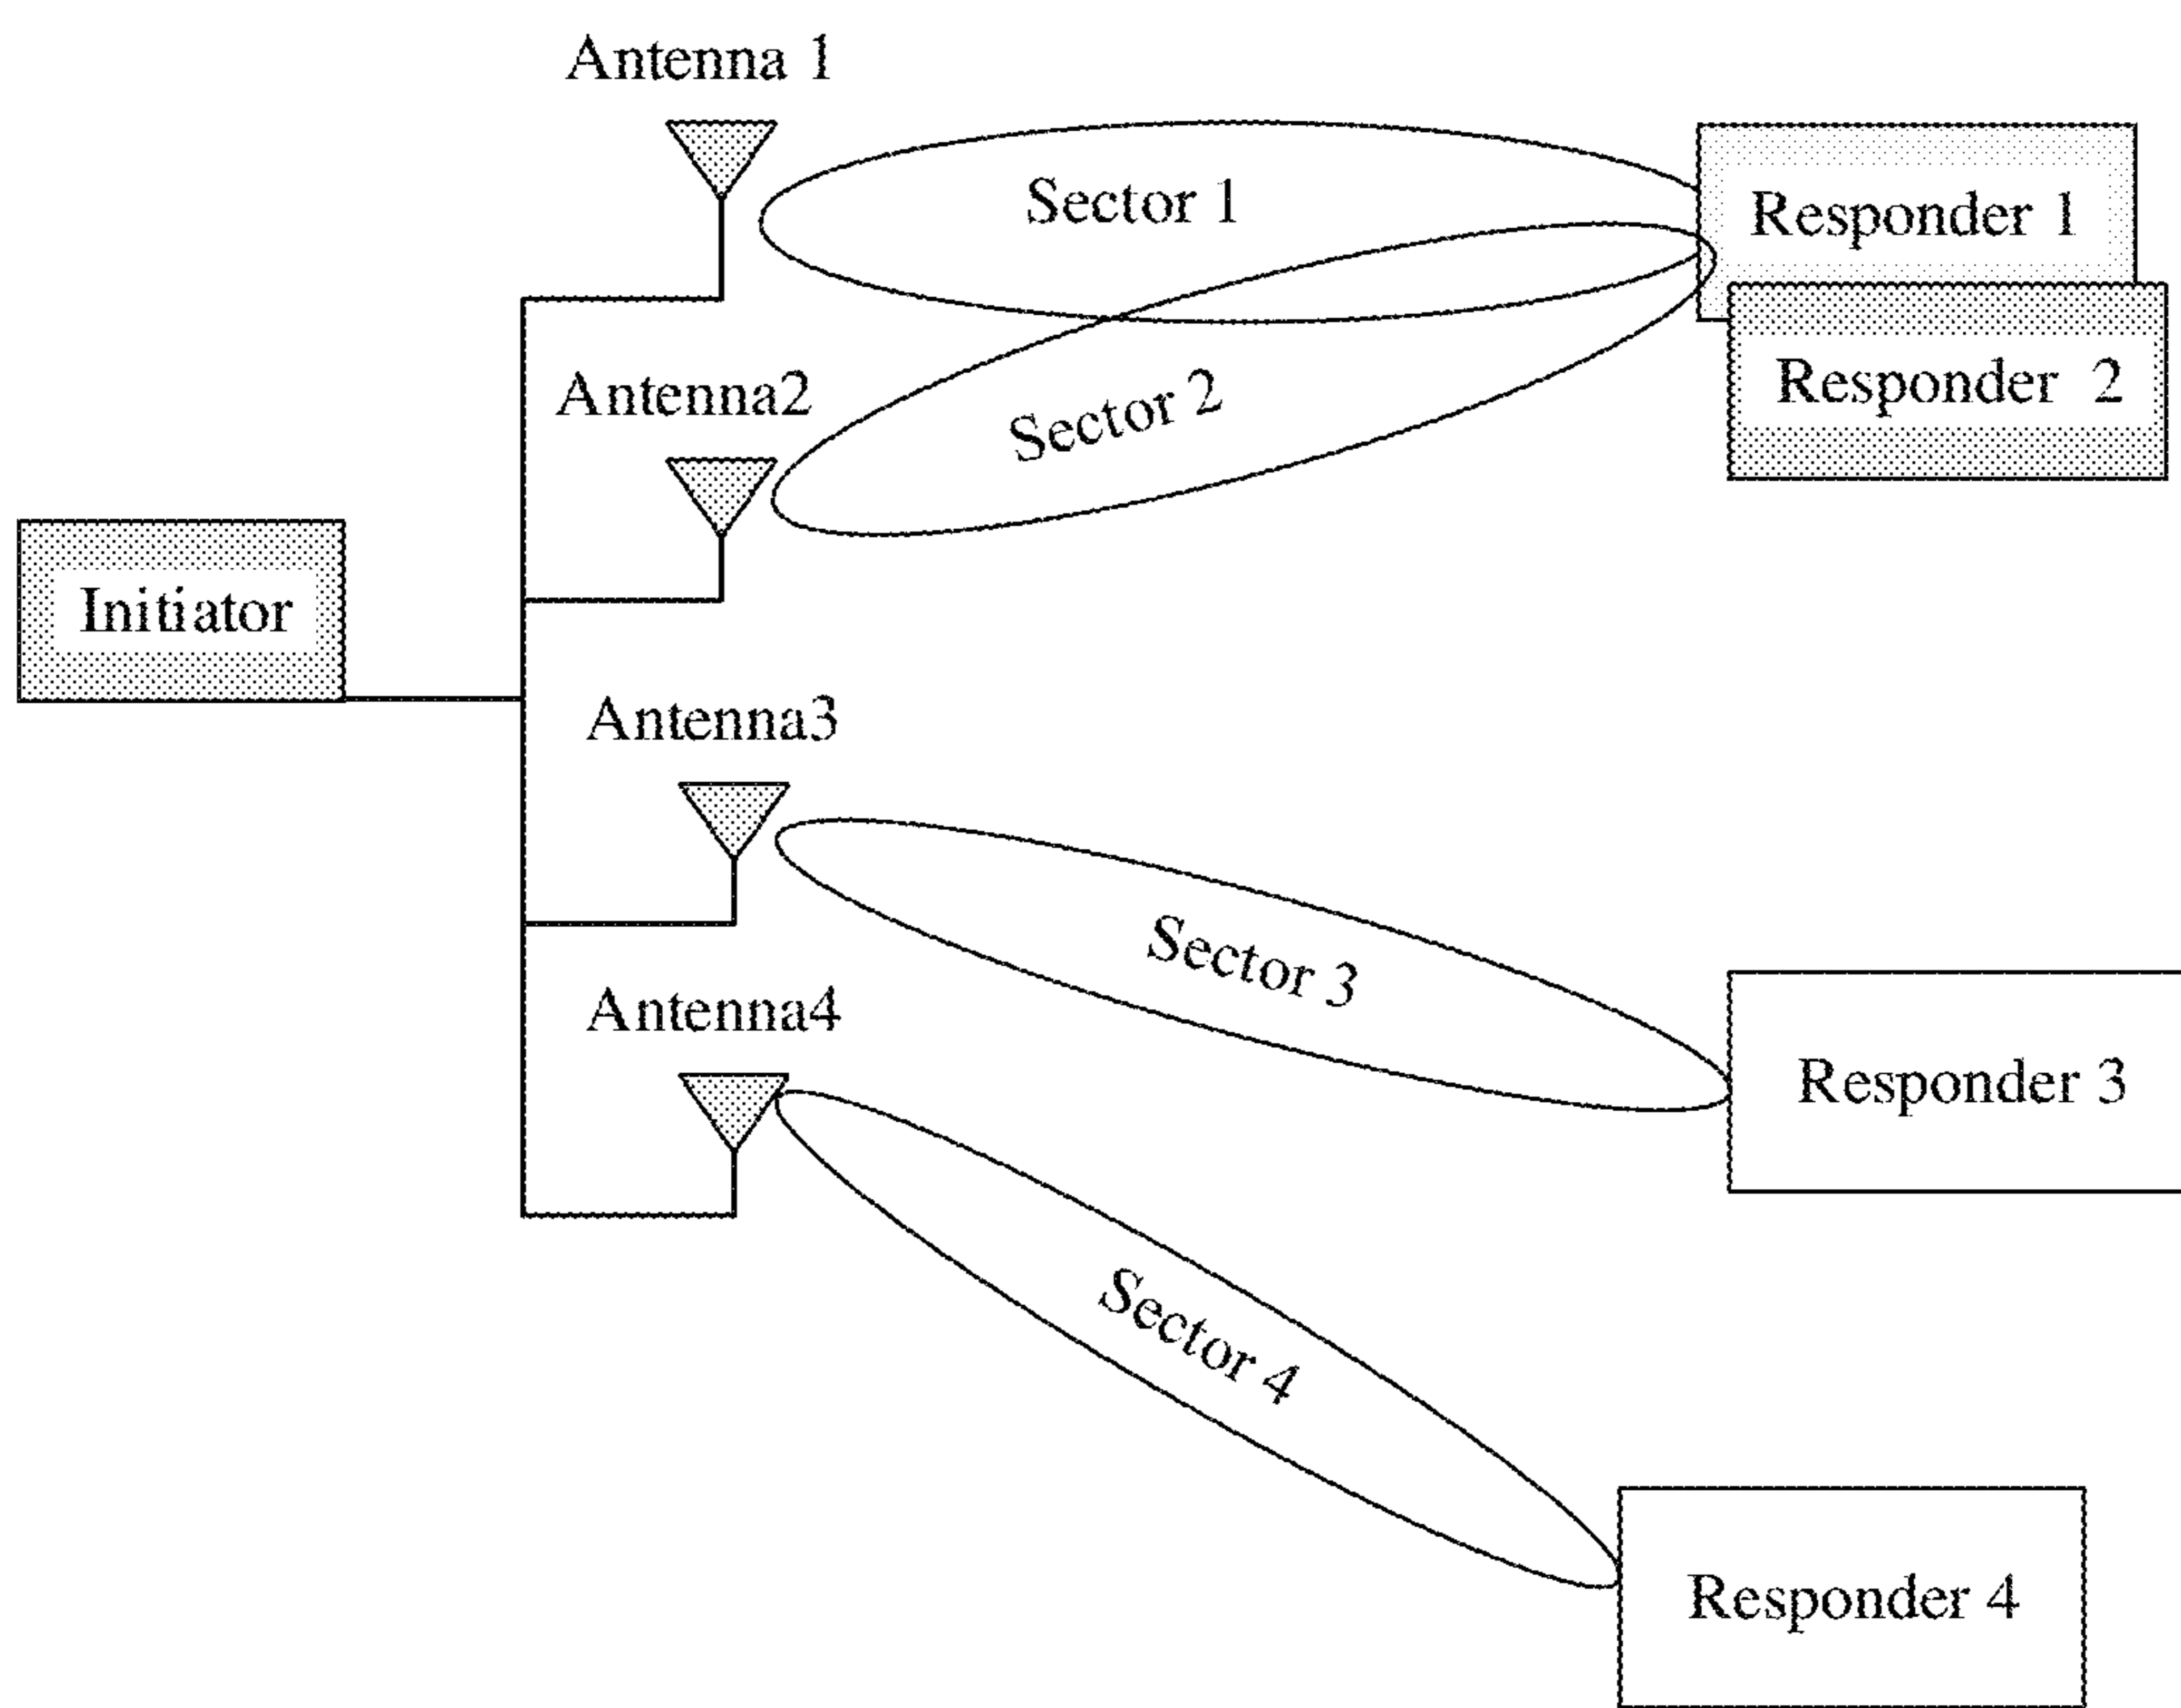 Antenna 1
Sector 1
Responder 1
Antenna2
Sector 2
Responder 2
Initiator
Antenna3
Sector 3
Antenna4
Responder 3
Sector 4
Responder 4